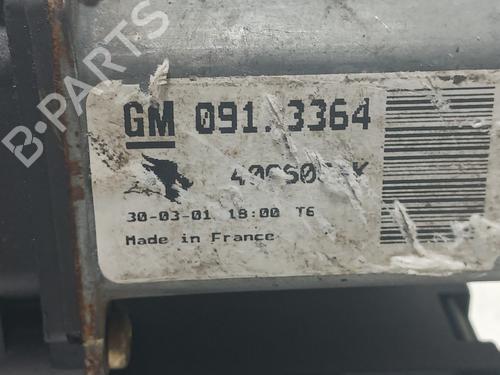 B-PARTS
GM 091.3364
30-03-01 18:00 T6
Made in France